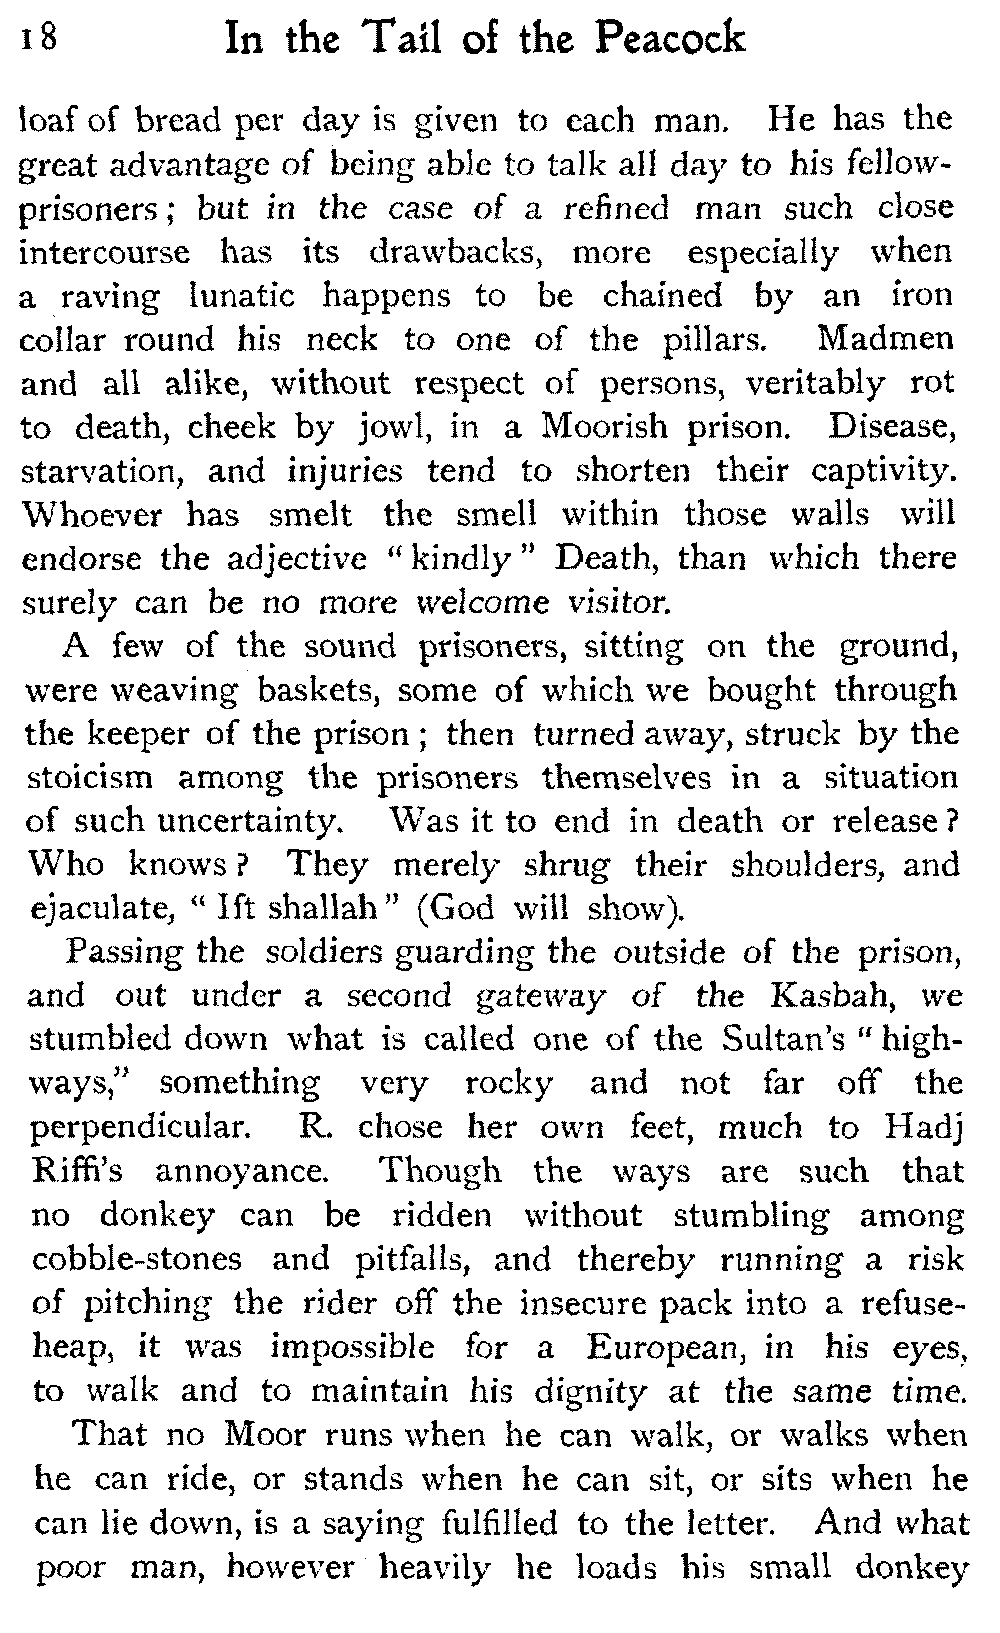 18 In the Tail of the Peacock
loaf of bread per day is given to each man. He has the
great advantage of being able to talk all day to his fellow-
prisoners; but in the case of a refined man such close
intercourse has its drawbacks, more especially when
a raving lunatic happens to be chained by an iron
collar round his neck to one of the pillars. Madmen
and all alike, without respect of persons, veritably rot
to death, cheek by jowl, in a Moorish prison. Disease,
starvation, and injuries tend to shorten their captivity.
Whoever has smelt the smell within those walls will
endorse the adjective "kindly" Death, than which there
surely can be no more welcome visitor.
A few of the sound prisoners, sitting on the ground,
were weaving baskets, some of which we bought through
the keeper of the prison; then turned away, struck by the
stoicism among the prisoners themselves in a situation
of such uncertainty. Was it to end in death or release?
Who knows? They merely shrug their shoulders, and
ejaculate, "Ift shallah" (God will show).
Passing the soldiers guarding the outside of the prison,
and out under a second gateway of the Kasbah, we
stumbled down what is called one of the Sultan's "high-
ways," something very rocky and not far off the
perpendicular. R. chose her own feet, much to Hadj
Riffi's annoyance. Though the ways are such that
no donkey can be ridden without stumbling among
cobble-stones and pitfalls, and thereby running a risk
of pitching the rider off the insecure pack into a refuse-
heap, it was impossible for a European, in his eyes,
to walk and to maintain his dignity at the same time.
That no Moor runs when he can walk, or walks when
he can ride, or stands when he can sit, or sits when he
can lie down, is a saying fulfilled to the letter. And what
poor man, however heavily he loads his small donkey